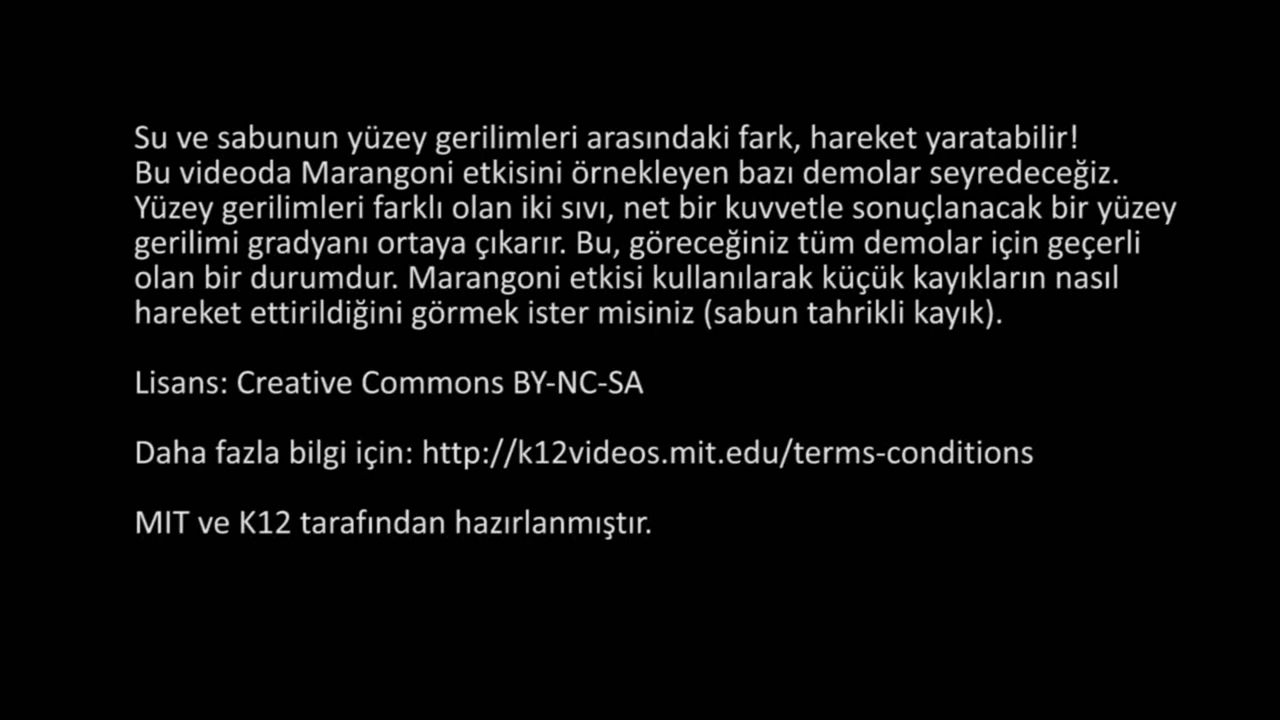 Su ve sabunun yüzey gerilimleri arasındaki fark, hareket yaratabilir!
Bu videoda Marangoni etkisini örnekleyen bazı demolar seyredeceğiz.
Yüzey gerilimleri farklı olan iki sıvı, net bir kuvvetle sonuçlanacak bir yüzey
gerilimi gradyanı ortaya çıkarır. Bu, göreceğiniz tüm demolar için geçerli
olan bir durumdur. Marangoni etkisi kullanılarak küçük kayıkların nasıl
hareket ettirildiğini görmek ister misiniz (sabun tahrikli kayık).
Lisans: Creative Commons BY-NC-SA
Daha fazla bilgi için: http://k12videos.mit.edu/terms-conditions
MIT ve K12 tarafından hazırlanmıştır.